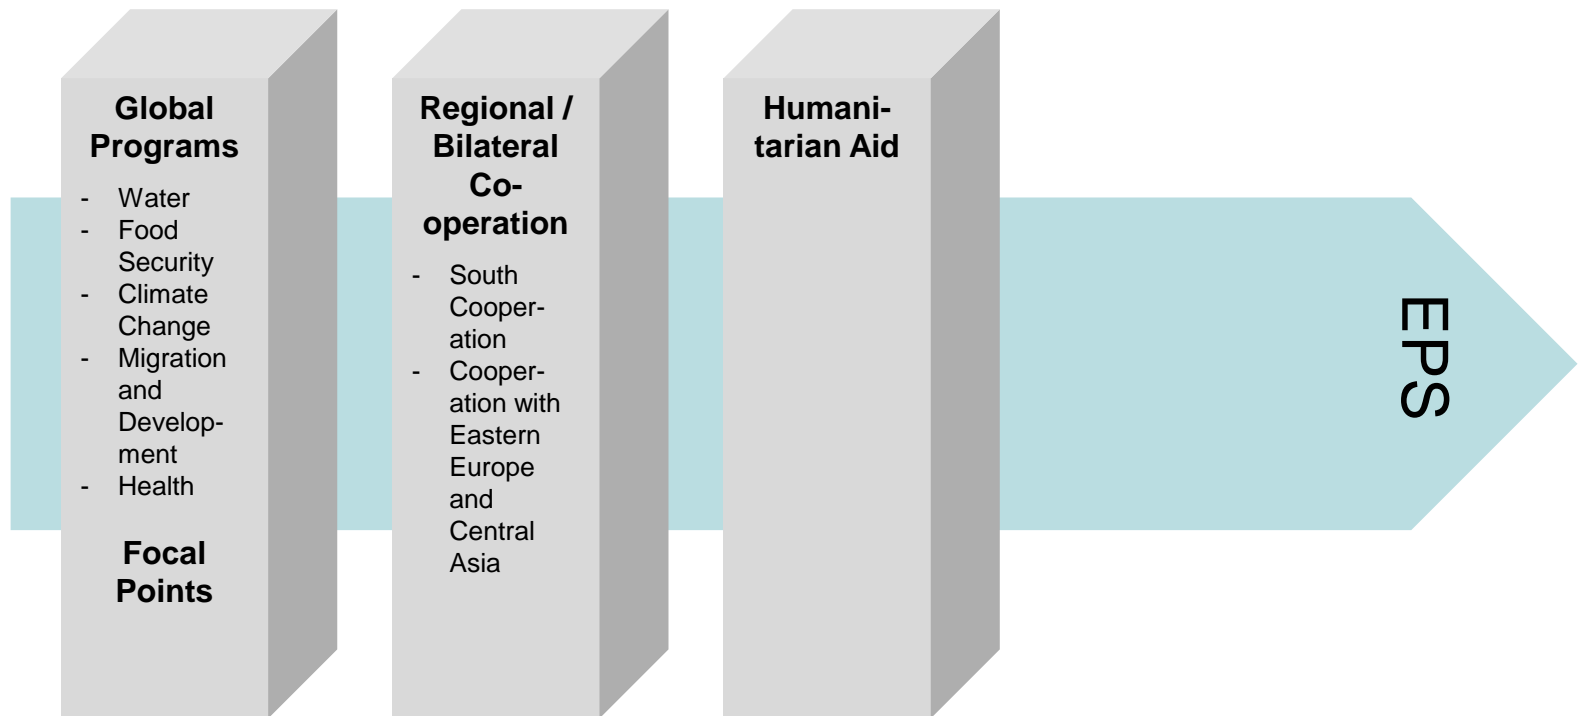 Global
Programs
- Water
- Food
Security
- Climate
Change
- Migration
and
Develop-
ment
- Health
Focal
Points
Regional /
Bilateral
Co-
operation
- South
Cooper-
ation
- Cooper-
ation with
Eastern
Europe
and
Central
Asia
Humani-
tarian Aid
EPS